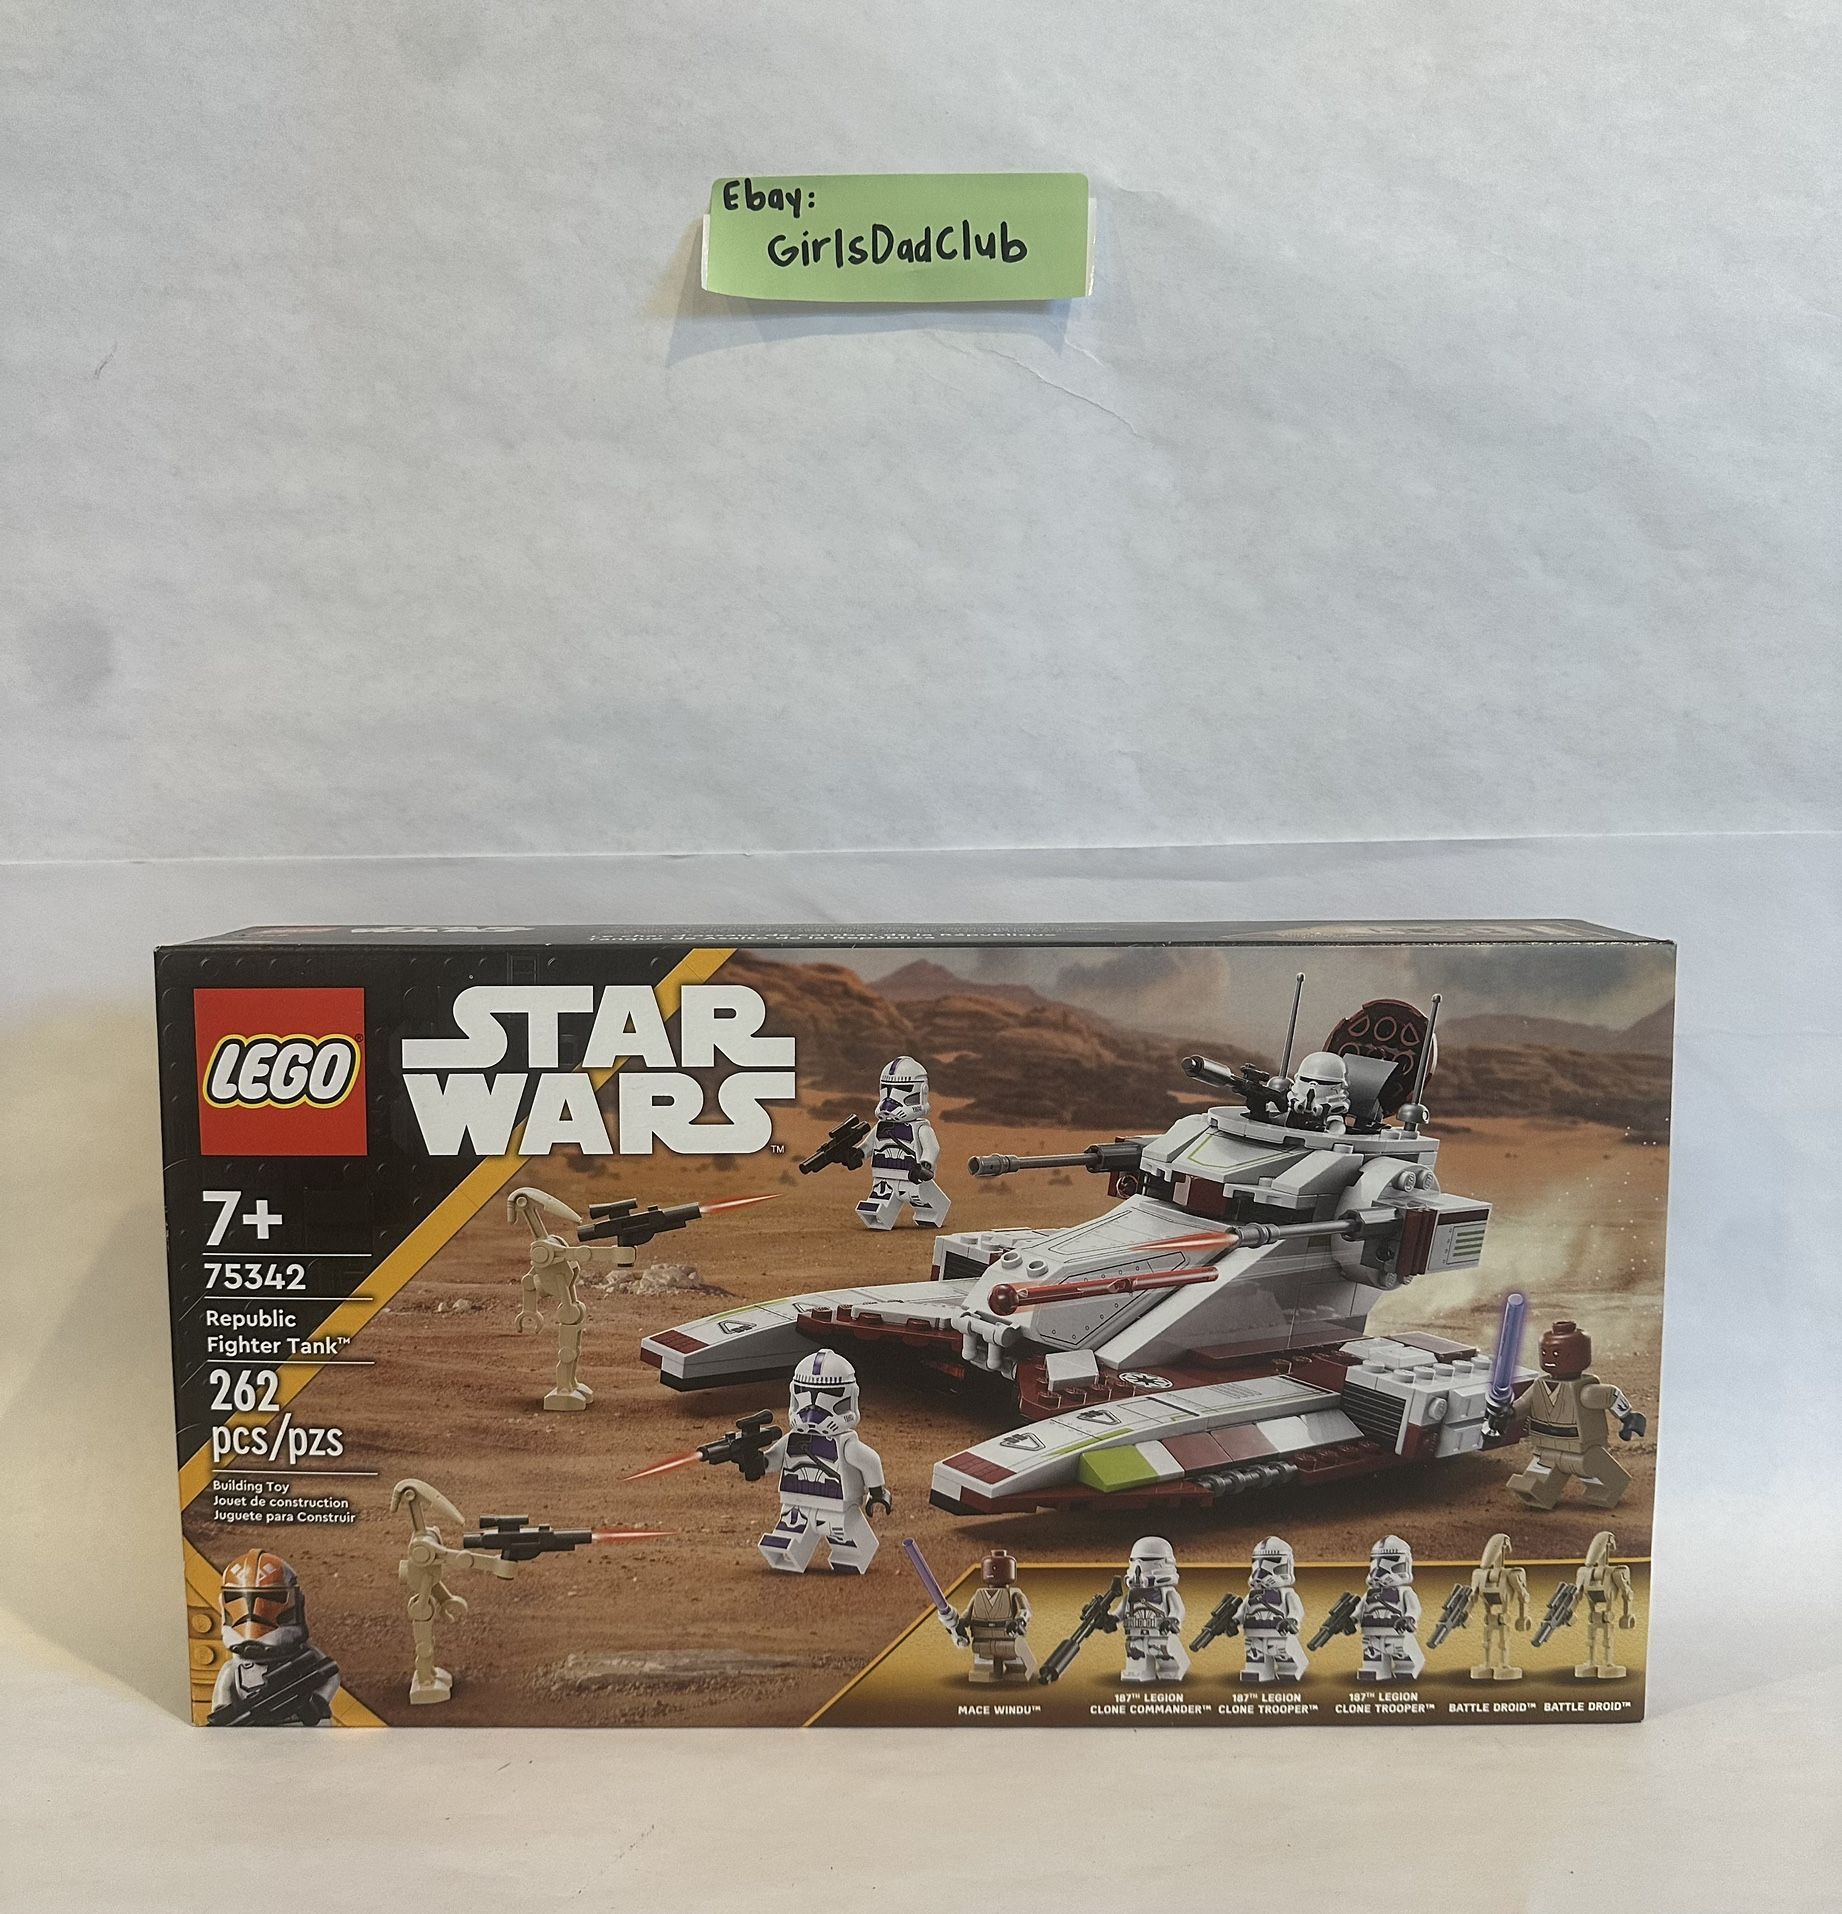 Ebay:
GirlsDadClub
LEGO®
STAR
WARS™
7+
75342
Republic
Fighter Tank™
262
pcs/pzs
Building Toy
Jouet de construction
Juguete para Construir
MACE WINDU™
187TH LEGION
CLONE COMMANDER™
187TH LEGION
CLONE TROOPER™
187TH LEGION
CLONE TROOPER™
BATTLE DROID™
BATTLE DROID™